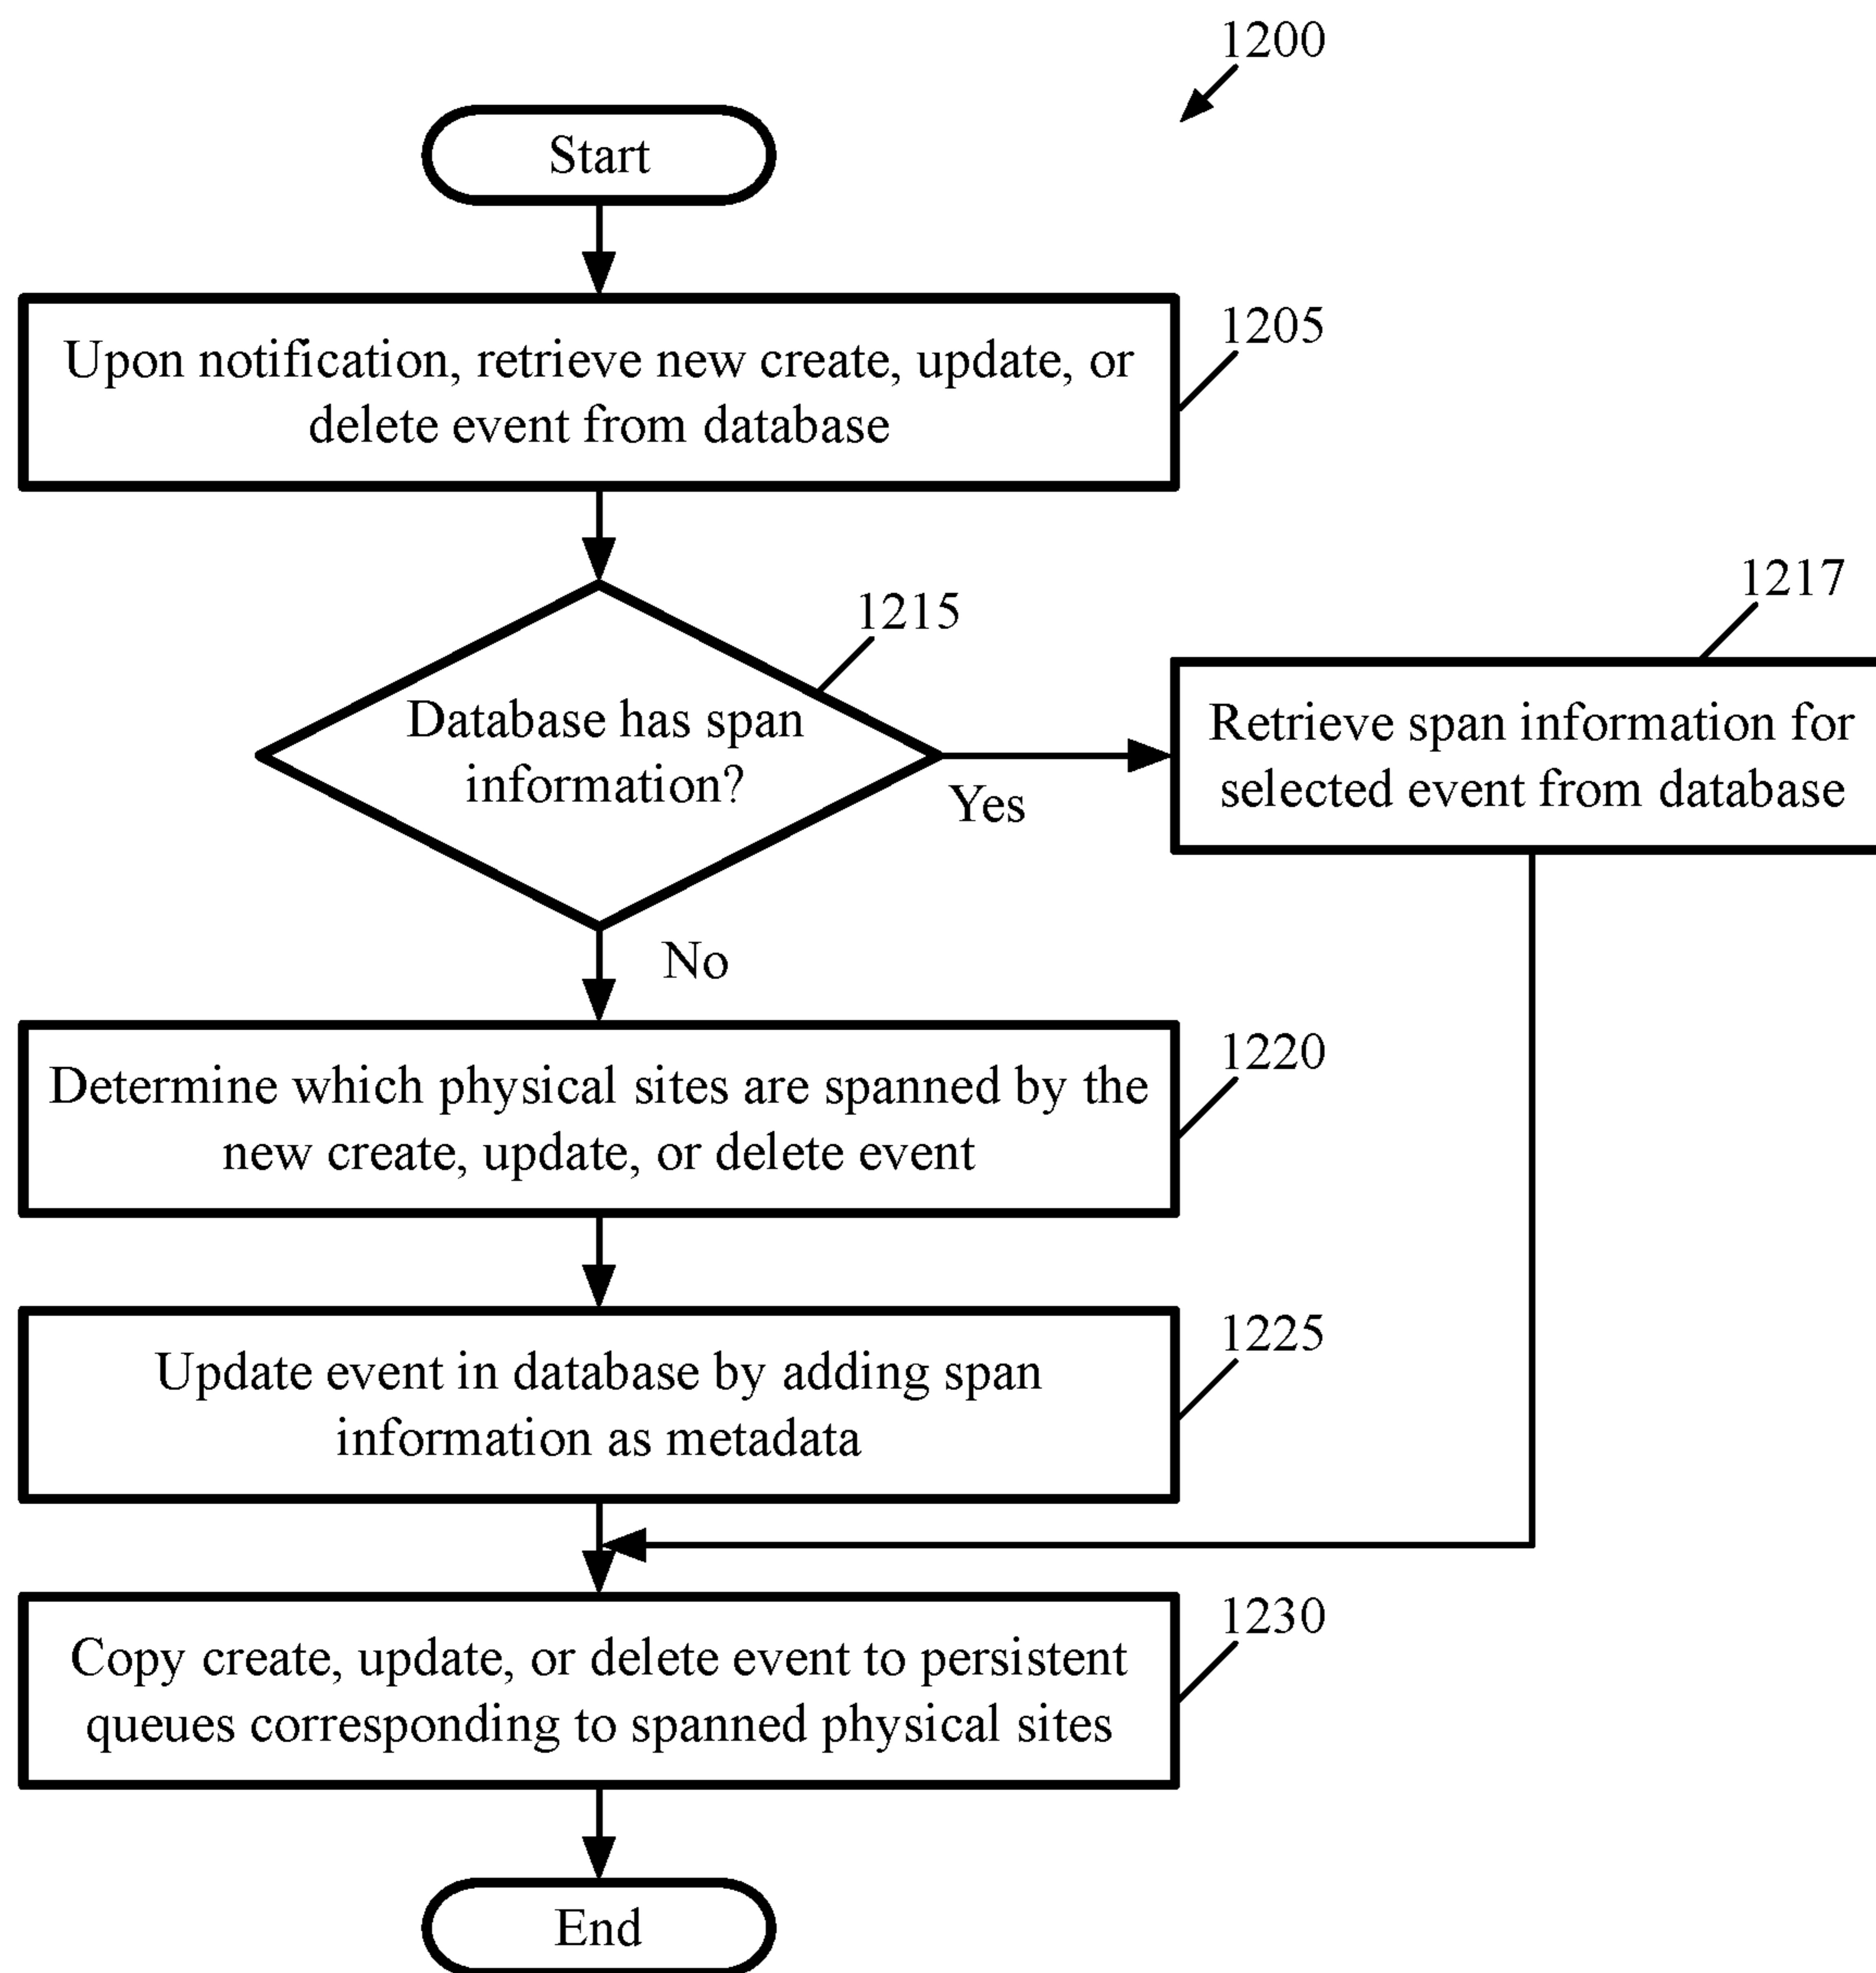 1200
Start
1205
Upon notification, retrieve new create, update, or
delete event from database
1215
Database has span
information?
Yes
1217
Retrieve span information for
selected event from database
No
1220
Determine which physical sites are spanned by the
new create, update, or delete event
1225
Update event in database by adding span
information as metadata
1230
Copy create, update, or delete event to persistent
queues corresponding to spanned physical sites
End